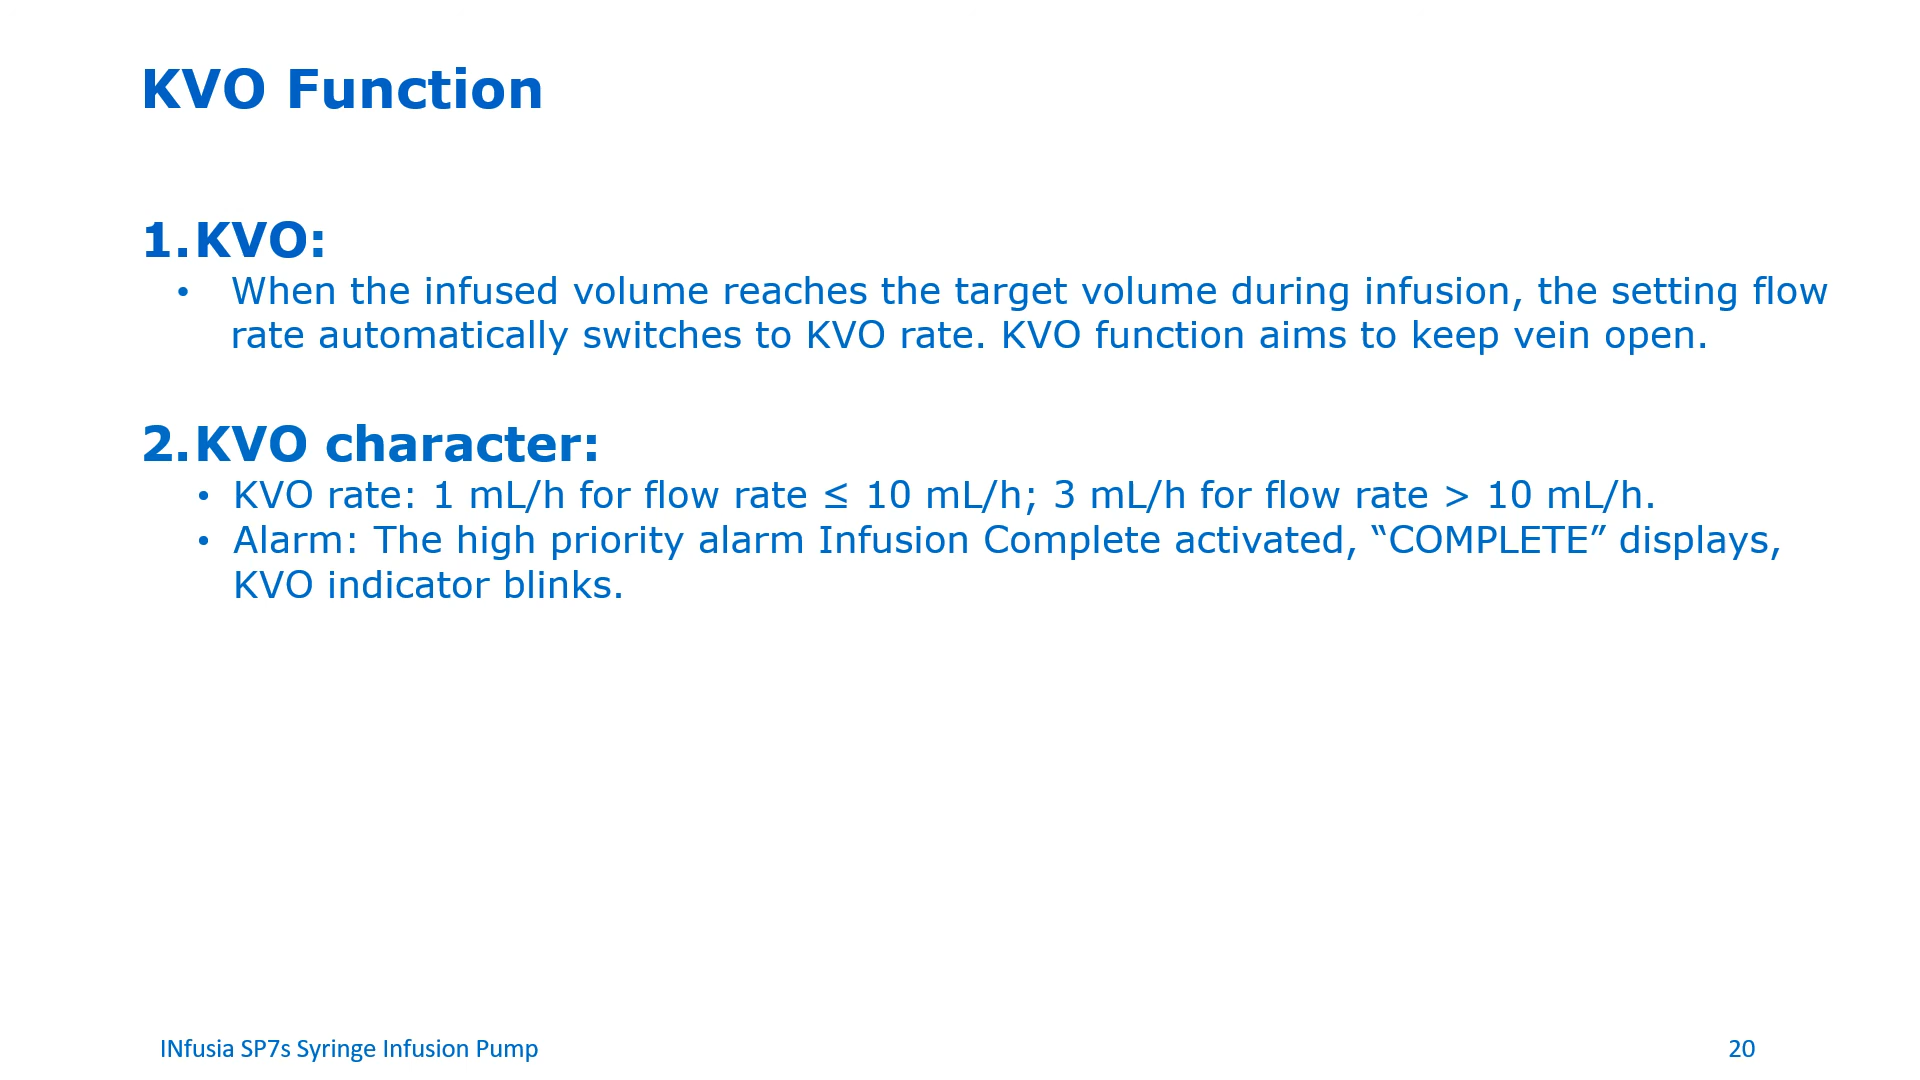 KVO Function
1.KVO:
• When the infused volume reaches the target volume during infusion, the setting flow
rate automatically switches to KVO rate. KVO function aims to keep vein open.
2.KVO character:
• KVO rate: 1 mL/h for flow rate ≤ 10 mL/h; 3 mL/h for flow rate > 10 mL/h.
• Alarm: The high priority alarm Infusion Complete activated, “COMPLETE” displays,
KVO indicator blinks.
INfusia SP7s Syringe Infusion Pump
20